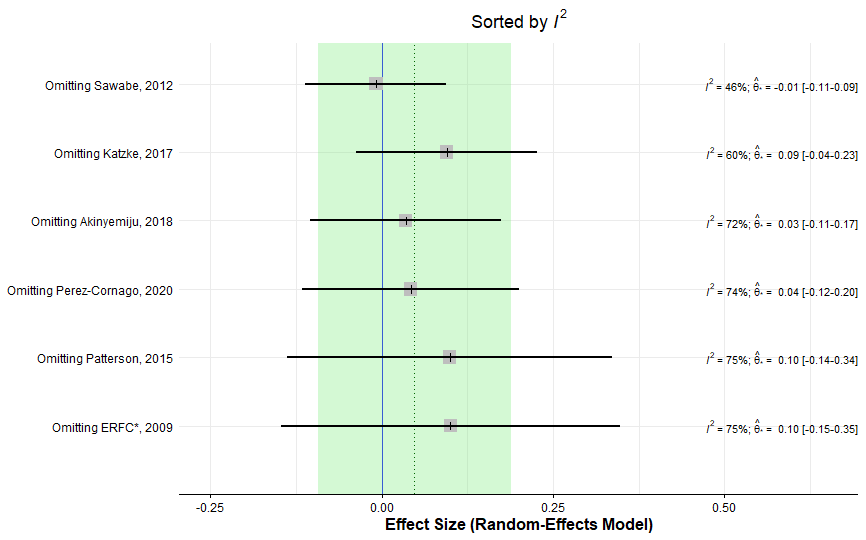 Sorted by I²
Omitting Sawabe, 2012 I² = 46%; θ̂* = -0.01 [-0.11-0.09]
Omitting Katzke, 2017 I² = 60%; θ̂* = 0.09 [-0.04-0.23]
Omitting Akinyemiju, 2018 I² = 72%; θ̂* = 0.03 [-0.11-0.17]
Omitting Perez-Cornago, 2020 I² = 74%; θ̂* = 0.04 [-0.12-0.20]
Omitting Patterson, 2015 I² = 75%; θ̂* = 0.10 [-0.14-0.34]
Omitting ERFC*, 2009 I² = 75%; θ̂* = 0.10 [-0.15-0.35]
-0.25 0.00 0.25 0.50
Effect Size (Random-Effects Model)